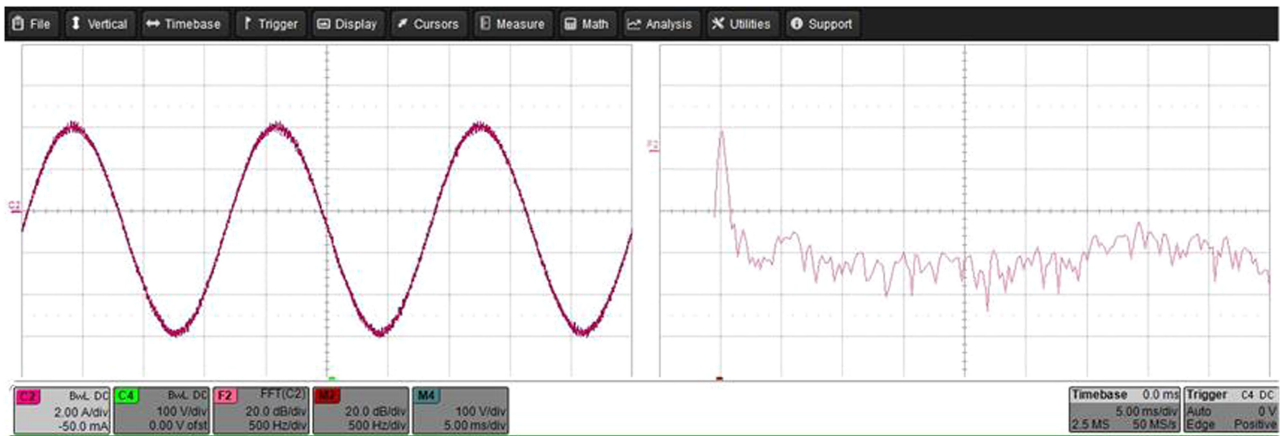 File Vertical Timebase Trigger Display Cursors Measure Math Analysis Utilities Support
C2
F2
C2 BwL DC
2.00 A/div
-50.0 mA
C4 BwL DC
100 V/div
0.00 V ofst
F2 FFT(C2)
20.0 dB/div
500 Hz/div
20.0 dB/div
500 Hz/div
M4
100 V/div
5.00 ms/div
Timebase 0.0 ms
5.00 ms/div
2.5 MS 50 MS/s
Trigger C4 DC
Auto 0 V
Edge Positive